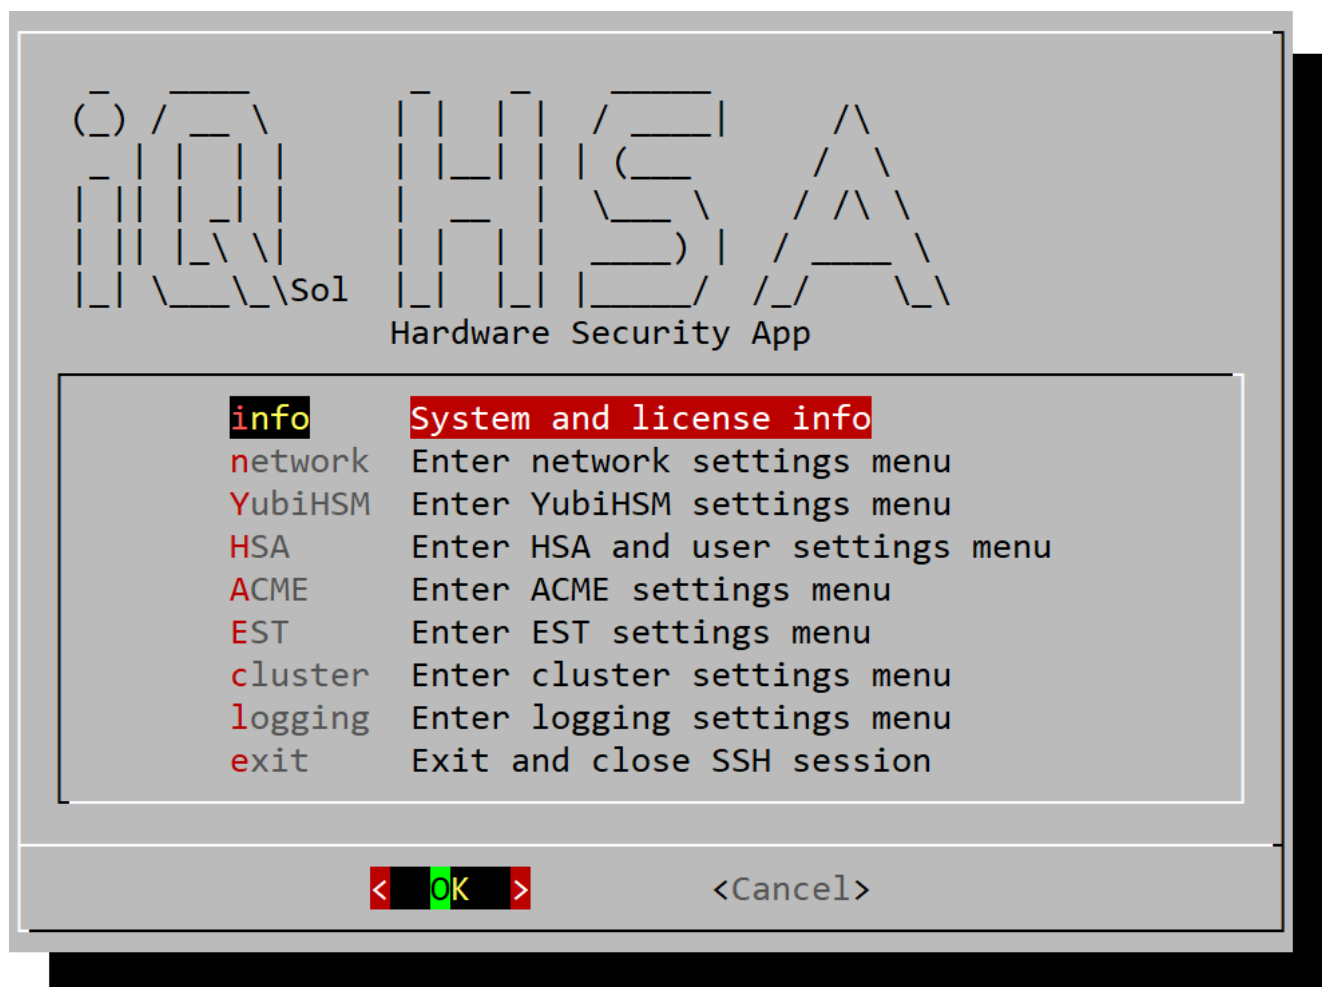 iQ HSA
Sol
Hardware Security App
info System and license info
network Enter network settings menu
YubiHSM Enter YubiHSM settings menu
HSA Enter HSA and user settings menu
ACME Enter ACME settings menu
EST Enter EST settings menu
cluster Enter cluster settings menu
logging Enter logging settings menu
exit Exit and close SSH session
< OK > <Cancel>